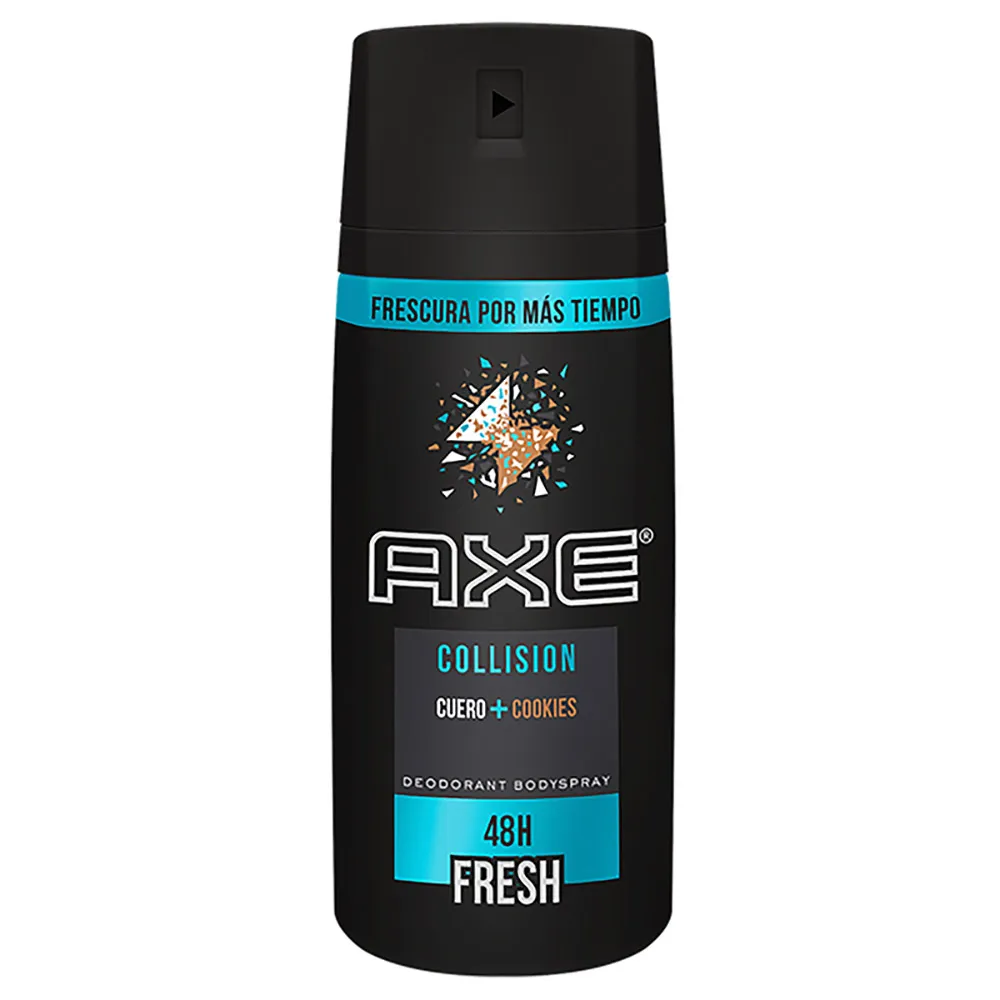 FRESCURA POR MÁS TIEMPO
AXE®
COLLISION
CUERO + COOKIES
DEODORANT BODYSPRAY
48H
FRESH